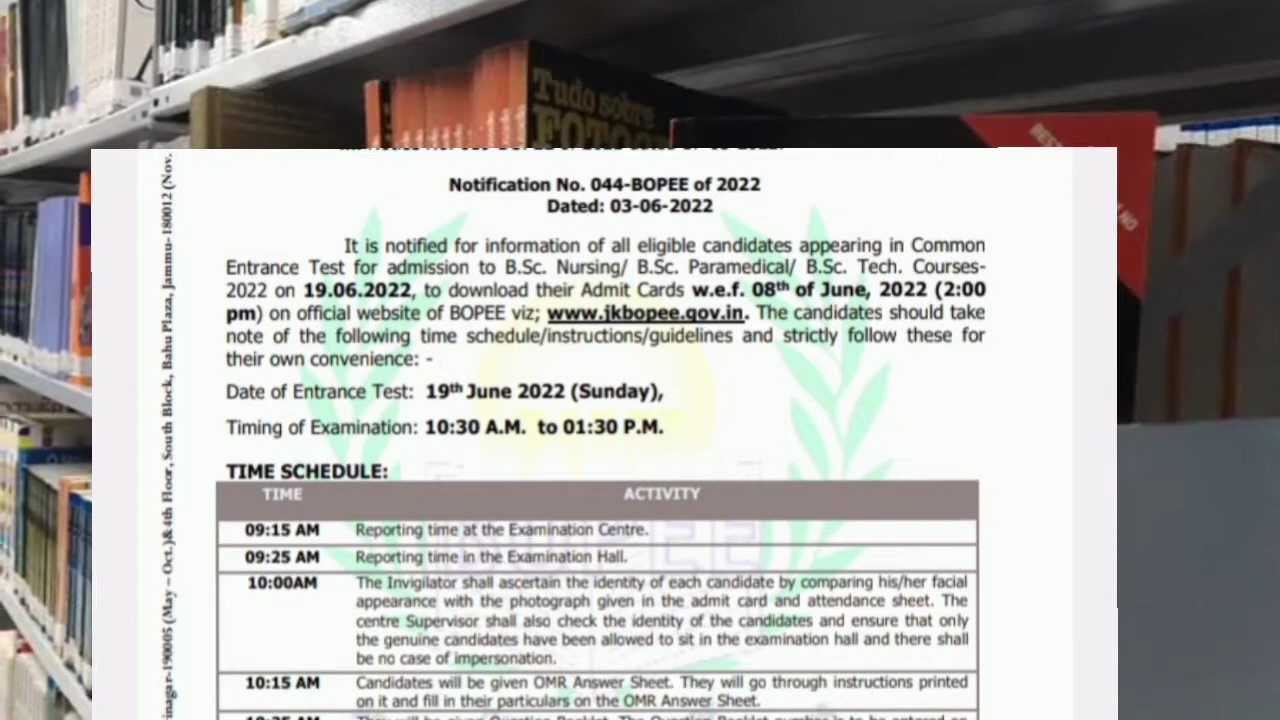 Tudo sobre
Notification No. 044-BOPEE of 2022
Dated: 03-06-2022
It is notified for information of all eligible candidates appearing in Common
Entrance Test for admission to B.Sc. Nursing/ B.Sc. Paramedical/ B.Sc. Tech. Courses-
2022 on 19.06.2022, to download their Admit Cards w.e.f. 08th of June, 2022 (2:00
pm) on official website of BOPEE viz; www.jkbopee.gov.in. The candidates should take
note of the following time schedule/instructions/guidelines and strictly follow these for
their own convenience: -
Date of Entrance Test: 19th June 2022 (Sunday),
Timing of Examination: 10:30 A.M. to 01:30 P.M.
TIME SCHEDULE:
TIME ACTIVITY
09:15 AM Reporting time at the Examination Centre.
09:25 AM Reporting time in the Examination Hall.
10:00AM The Invigilator shall ascertain the identity of each candidate by comparing his/her facial
appearance with the photograph given in the admit card and attendance sheet. The
centre Supervisor shall also check the identity of the candidates and ensure that only
the genuine candidates have been allowed to sit in the examination hall and there shall
be no case of impersonation.
10:15 AM Candidates will be given OMR Answer Sheet. They will go through instructions printed
on it and fill in their particulars on the OMR Answer Sheet.
rinagar-190005 (May – Oct.)&4th Floor, South Block, Bahu Plaza, Jammu-180012 (Nov.